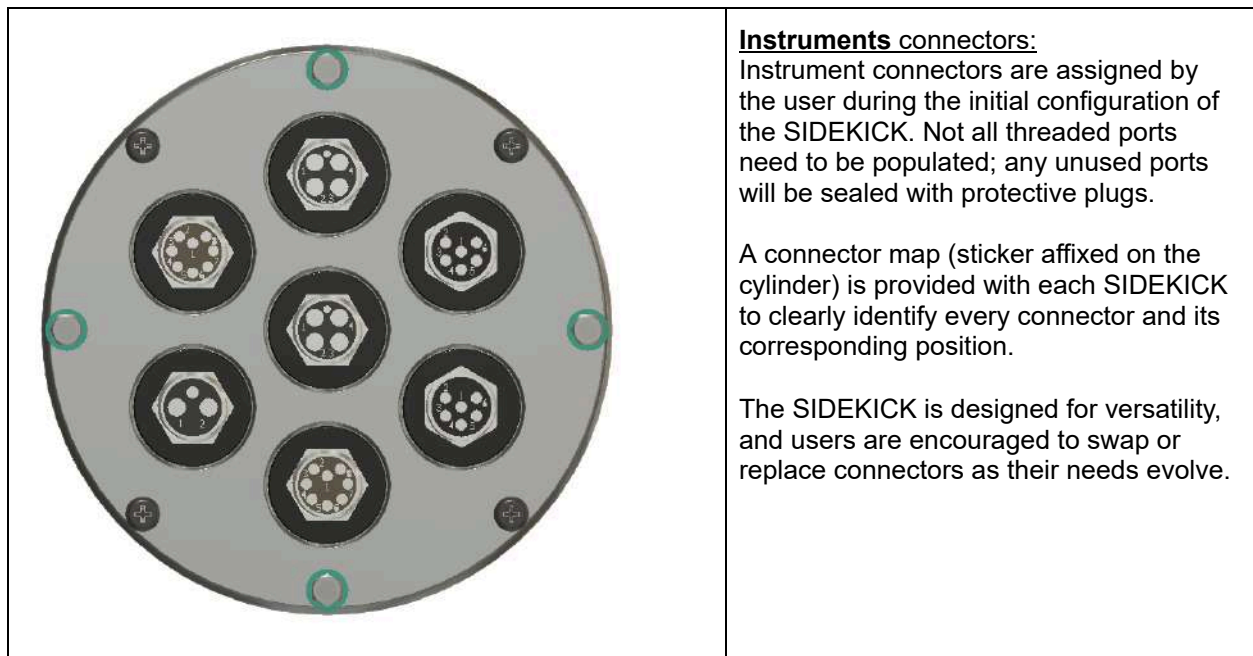 Instruments connectors:
Instrument connectors are assigned by
the user during the initial configuration of
the SIDEKICK. Not all threaded ports
need to be populated; any unused ports
will be sealed with protective plugs.
A connector map (sticker affixed on the
cylinder) is provided with each SIDEKICK
to clearly identify every connector and its
corresponding position.
The SIDEKICK is designed for versatility,
and users are encouraged to swap or
replace connectors as their needs evolve.
1 2